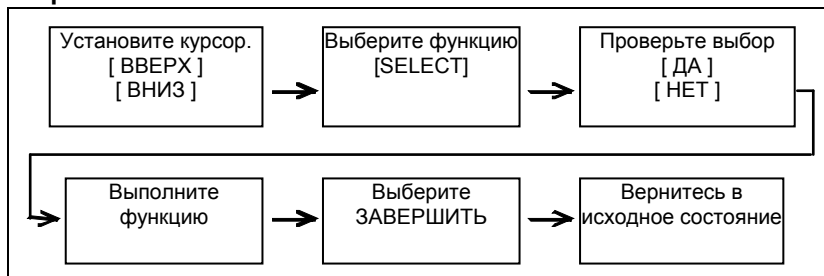 Установите курсор.
[ ВВЕРХ ]
[ ВНИЗ ]
Выберите функцию
[SELECT]
Проверьте выбор
[ ДА ]
[ НЕТ ]
Выполните
функцию
Выберите
ЗАВЕРШИТЬ
Вернитесь в
исходное состояние